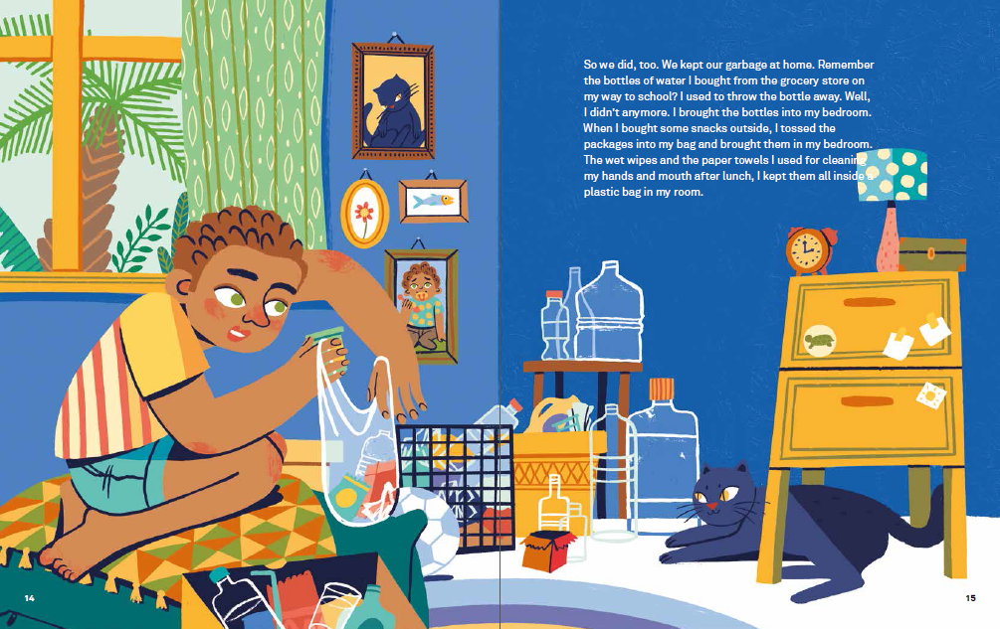 So we did, too. We kept our garbage at home. Remember
the bottles of water I bought from the grocery store on
my way to school? I used to throw the bottle away. Well,
I didn't anymore. I brought the bottles into my bedroom.
When I bought some snacks outside, I tossed the
packages into my bag and brought them in my bedroom.
The wet wipes and the paper towels I used for cleaning
my hands and mouth after lunch, I kept them all inside a
plastic bag in my room.
14
15